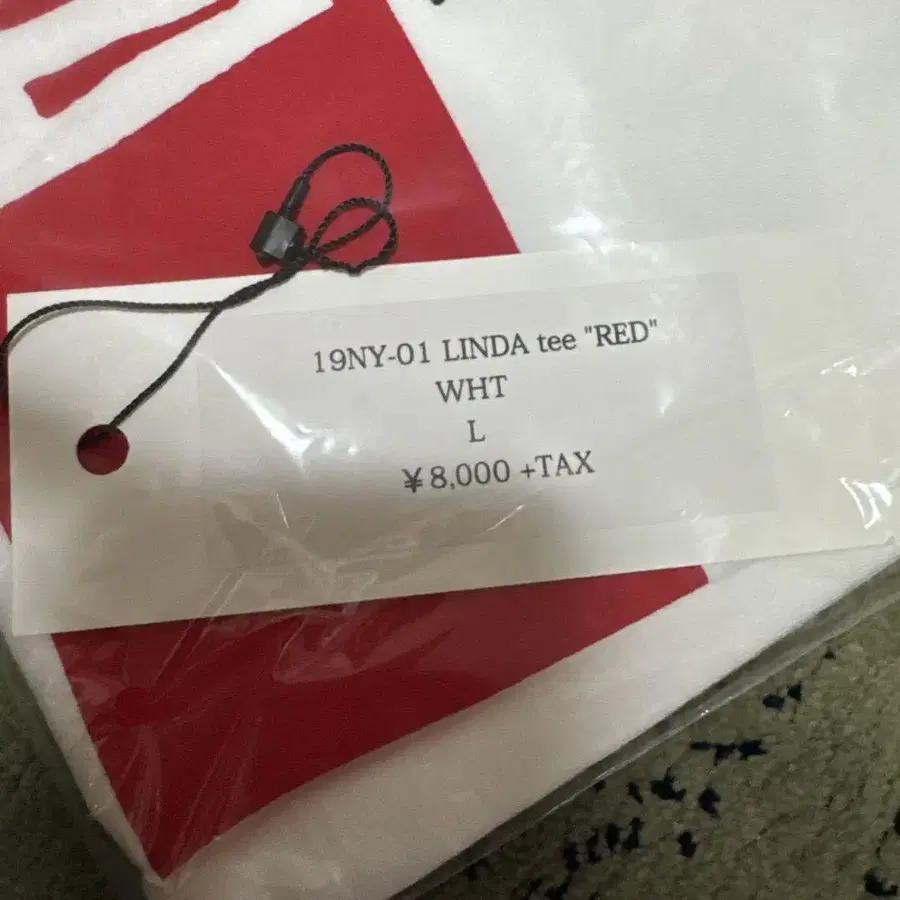 19NY-01 LINDA tee "RED"
WHT
L
¥8,000 +TAX